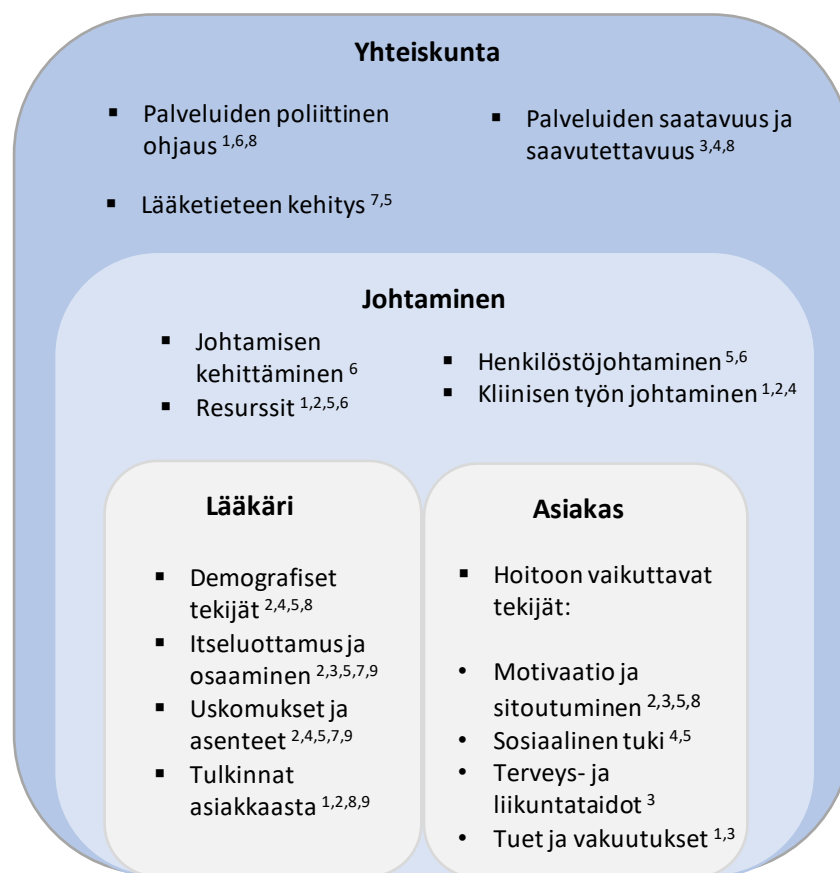 Yhteiskunta
▪ Palveluiden poliittinen
ohjaus 1,6,8
▪ Lääketieteen kehitys 7,5
▪ Palveluiden saatavuus ja
saavutettavuus 3,4,8
Johtaminen
▪ Johtamisen
kehittäminen 6
▪ Resurssit 1,2,5,6
▪ Henkilöstöjohtaminen 5,6
▪ Kliinisen työn johtaminen 1,2,4
Lääkäri
▪ Demografiset
tekijät 2,4,5,8
▪ Itseluottamus ja
osaaminen 2,3,5,7,9
▪ Uskomukset ja
asenteet 2,4,5,7,9
▪ Tulkinnat
asiakkaasta 1,2,8,9
Asiakas
▪ Hoitoon vaikuttavat
tekijät:
• Motivaatio ja
sitoutuminen 2,3,5,8
• Sosiaalinen tuki 4,5
• Terveys- ja
liikuntataidot 3
• Tuet ja vakuutukset 1,3